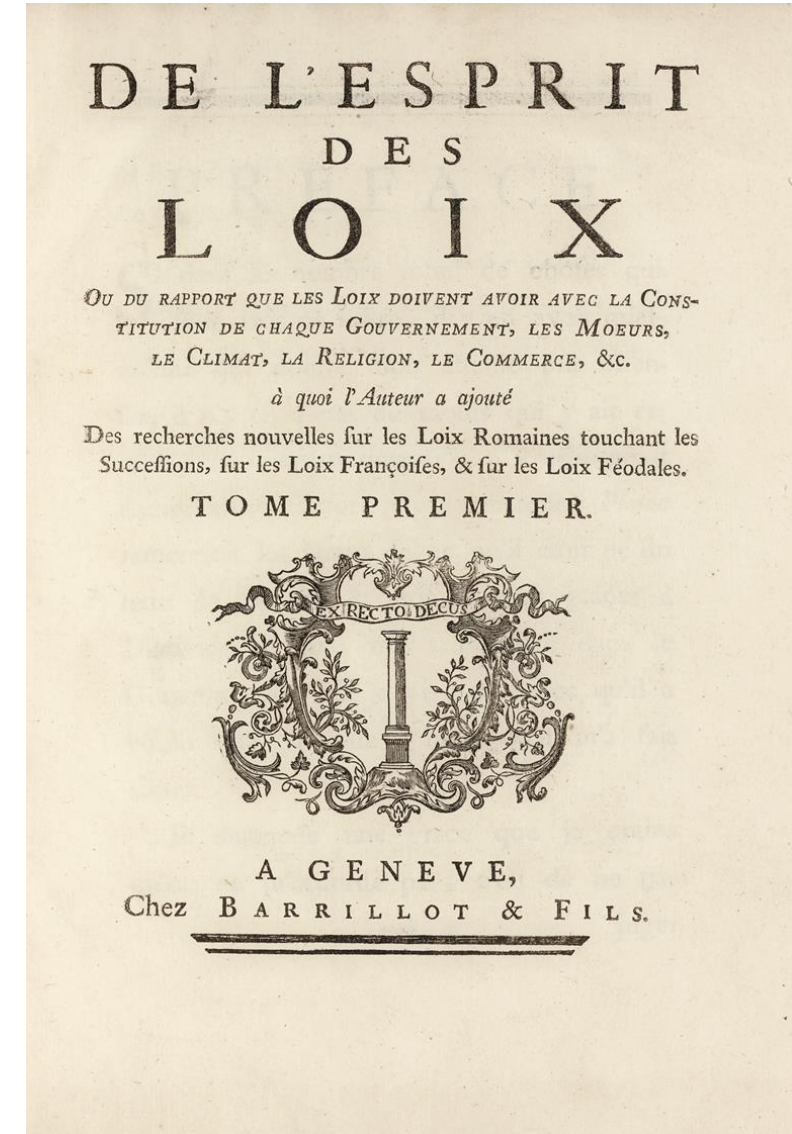 DE L'ESPRIT
DES
LOIX
OU DU RAPPORT QUE LES LOIX DOIVENT AVOIR AVEC LA CONS-
TITUTION DE CHAQUE GOUVERNEMENT, LES MOEURS,
LE CLIMAT, LA RELIGION, LE COMMERCE, &c.
à quoi l'Auteur a ajouté
Des recherches nouvelles ſur les Loix Romaines touchant les
Succeſſions, ſur les Loix Françoiſes, & ſur les Loix Féodales.
TOME PREMIER.
EX RECTO DECUS
A GENEVE,
Chez BARRILLOT & FILS.